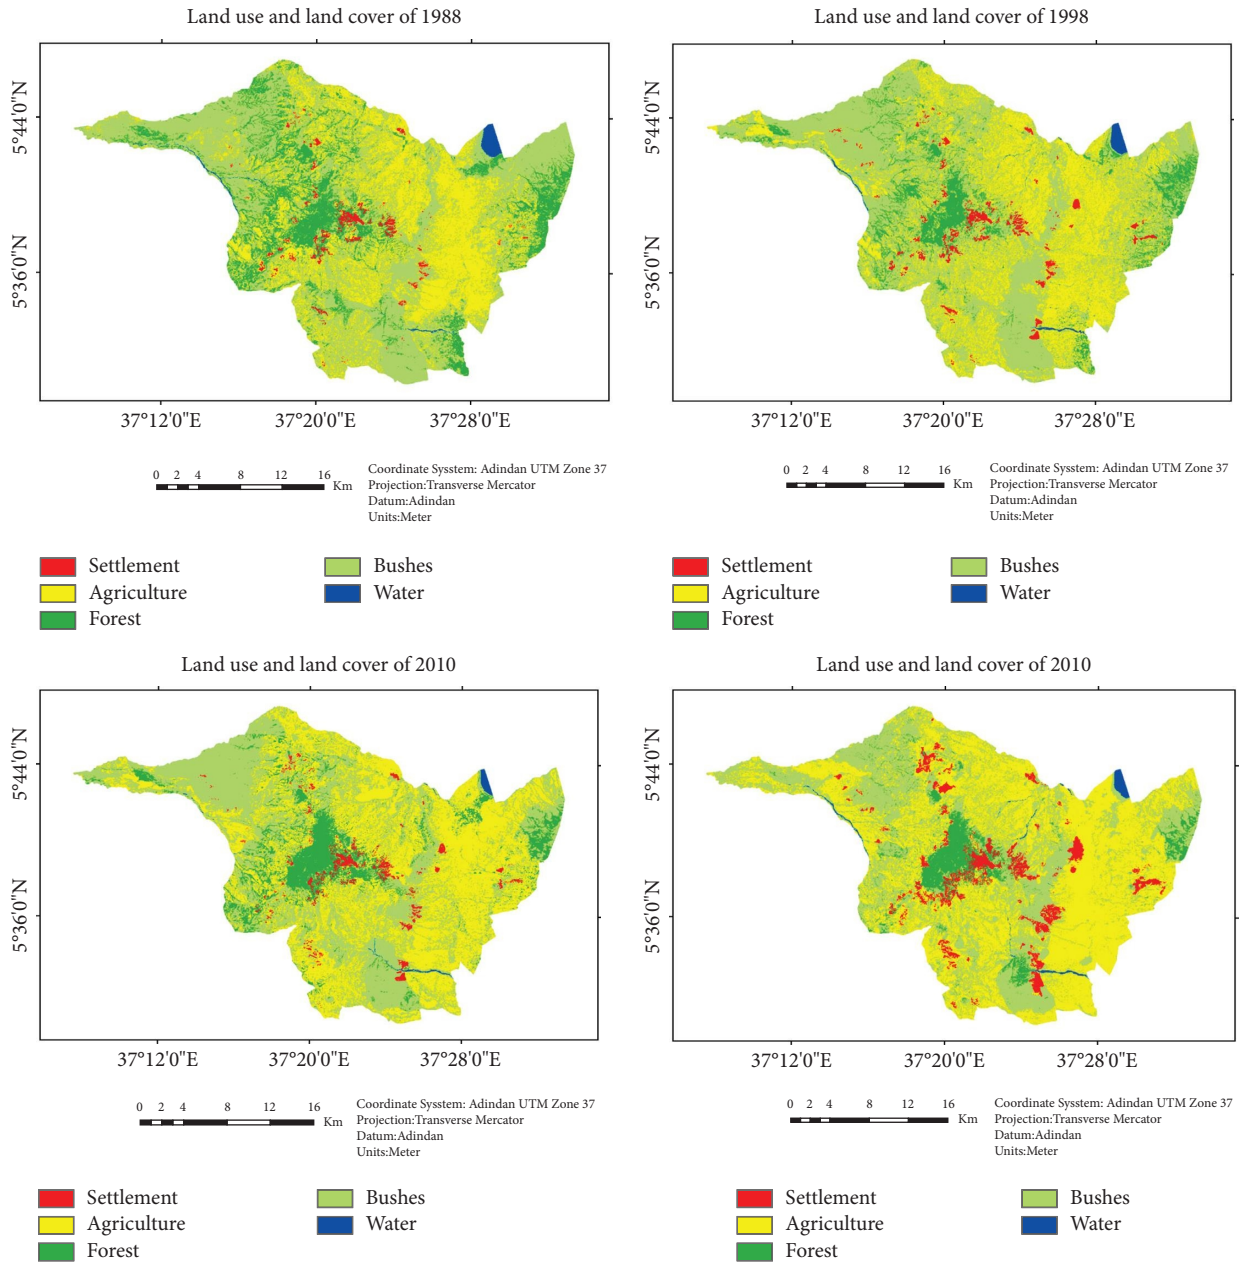 Land use and land cover of 1988
5°44'0"N
5°36'0"N
37°12'0"E 37°20'0"E 37°28'0"E
0 2 4 8 12 16
Km
Coordinate Sysstem: Adindan UTM Zone 37
Projection:Transverse Mercator
Datum:Adindan
Units:Meter
Settlement
Agriculture
Forest
Bushes
Water
Land use and land cover of 1998
5°44'0"N
5°36'0"N
37°12'0"E 37°20'0"E 37°28'0"E
0 2 4 8 12 16
Km
Coordinate Sysstem: Adindan UTM Zone 37
Projection:Transverse Mercator
Datum:Adindan
Units:Meter
Settlement
Agriculture
Forest
Bushes
Water
Land use and land cover of 2010
5°44'0"N
5°36'0"N
37°12'0"E 37°20'0"E 37°28'0"E
0 2 4 8 12 16
Km
Coordinate Sysstem: Adindan UTM Zone 37
Projection:Transverse Mercator
Datum:Adindan
Units:Meter
Settlement
Agriculture
Forest
Bushes
Water
Land use and land cover of 2010
5°44'0"N
5°36'0"N
37°12'0"E 37°20'0"E 37°28'0"E
0 2 4 8 12 16
Km
Coordinate Sysstem: Adindan UTM Zone 37
Projection:Transverse Mercator
Datum:Adindan
Units:Meter
Settlement
Agriculture
Forest
Bushes
Water